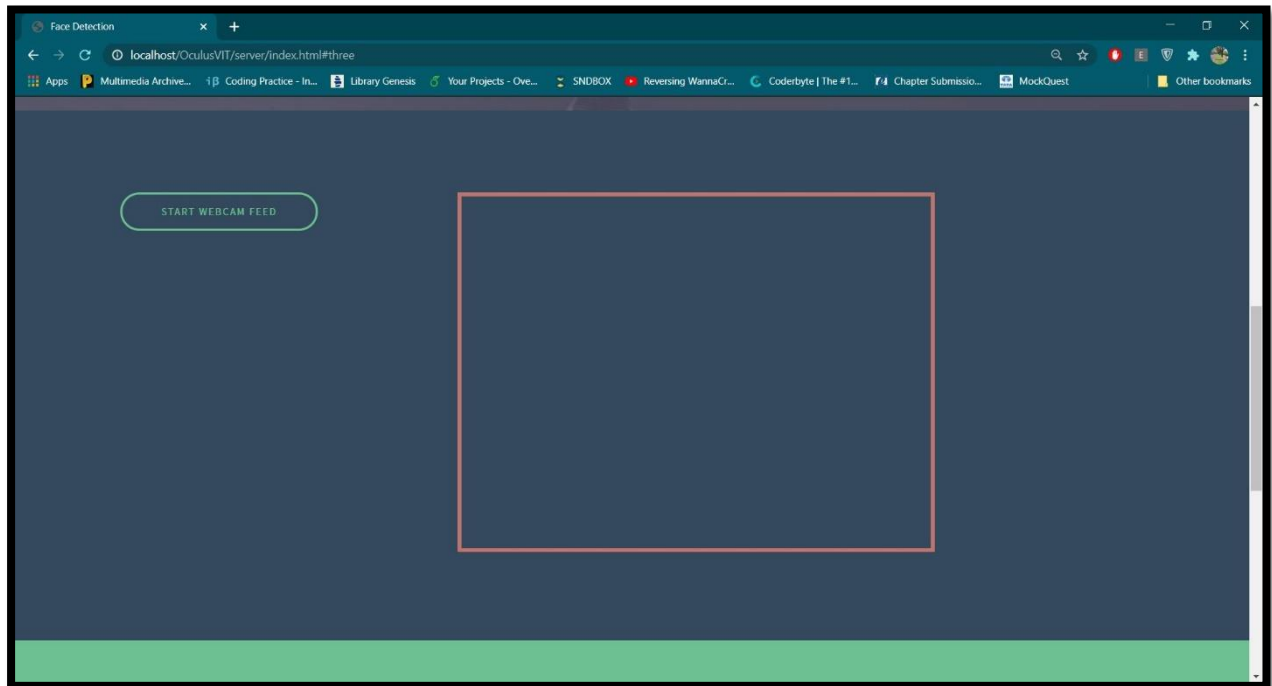 Face Detection
localhost/OculusVIT/server/index.html#three
Apps Multimedia Archive... Coding Practice - In... Library Genesis Your Projects - Ove... SNDBOX Reversing WannaCr... Coderbyte | The #1... Chapter Submissio... MockQuest Other bookmarks
START WEBCAM FEED